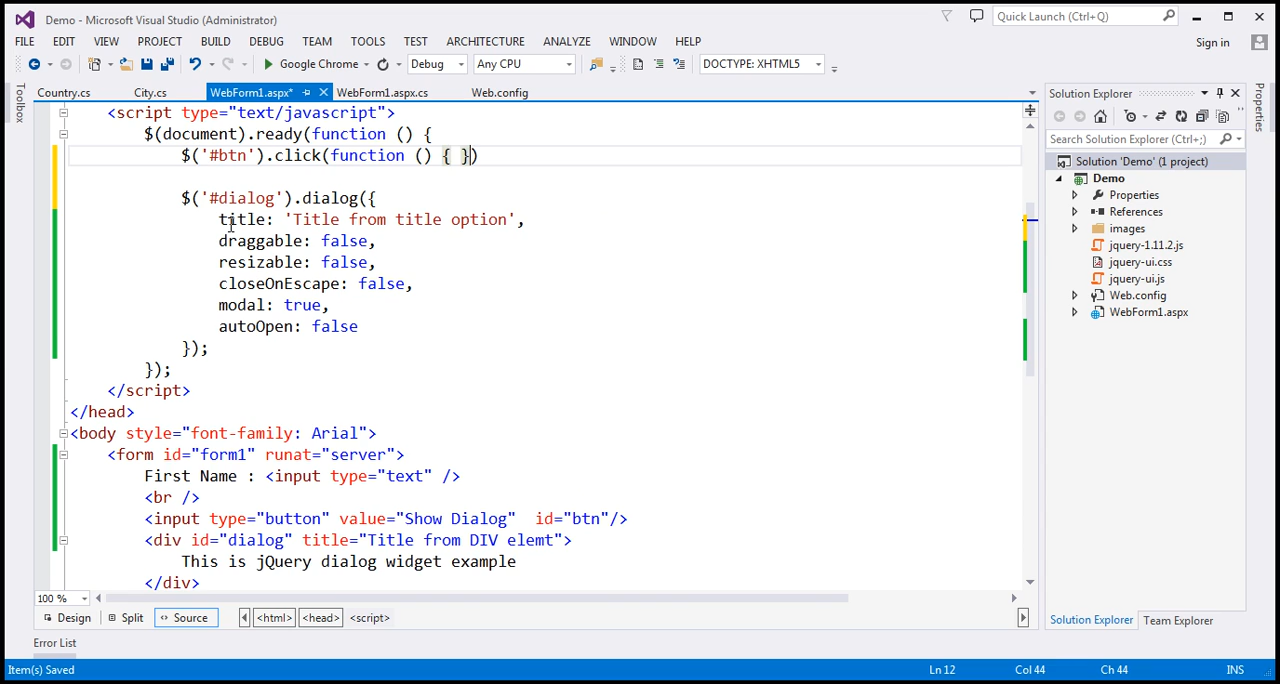 Demo - Microsoft Visual Studio (Administrator)
Quick Launch (Ctrl+Q)
FILE EDIT VIEW PROJECT BUILD DEBUG TEAM TOOLS TEST ARCHITECTURE ANALYZE WINDOW HELP
Sign in
Google Chrome Debug Any CPU DOCTYPE: XHTML5
Toolbox
Country.cs City.cs WebForm1.aspx* WebForm1.aspx.cs Web.config
<script type="text/javascript">
$(document).ready(function () {
$('#btn').click(function () { })
$('#dialog').dialog({
title: 'Title from title option',
draggable: false,
resizable: false,
closeOnEscape: false,
modal: true,
autoOpen: false
});
});
</script>
</head>
<body style="font-family: Arial">
<form id="form1" runat="server">
First Name : <input type="text" />
<br />
<input type="button" value="Show Dialog"  id="btn"/>
<div id="dialog" title="Title from DIV elemt">
This is jQuery dialog widget example
</div>
100 %
Design Split Source <html> <head> <script>
Error List
Item(s) Saved Ln 12 Col 44 Ch 44 INS
Solution Explorer
Search Solution Explorer (Ctrl+;)
Solution 'Demo' (1 project)
Demo
Properties
References
images
jquery-1.11.2.js
jquery-ui.css
jquery-ui.js
Web.config
WebForm1.aspx
Solution Explorer Team Explorer
Properties